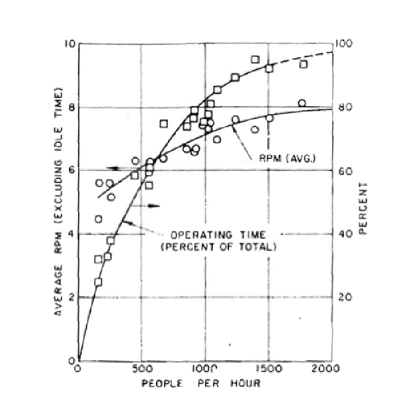 10
100
8
80
6
60
4
40
2
20
0
0
500
1000
1500
2000
RPM (AVG.)
OPERATING TIME
(PERCENT OF TOTAL)
AVERAGE RPM (EXCLUDING IDLE TIME)
PERCENT
PEOPLE PER HOUR